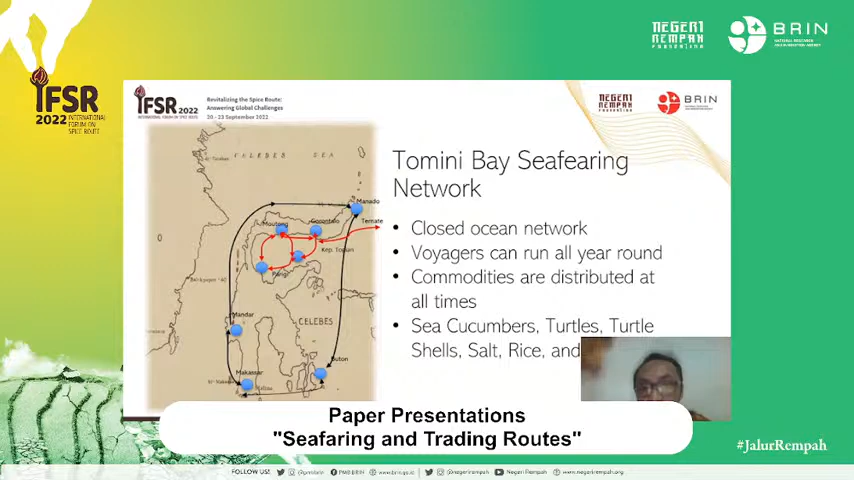 NEGERI
REMPAH
FOUNDATION
BRIN
NATIONAL RESEARCH
AND INNOVATION AGENCY
IFSR
2022 INTERNATIONAL
FORUM ON
SPICE ROUTE
IFSR 2022
INTERNATIONAL FORUM ON SPICE ROUTE
Revitalizing the Spice Route:
Answering Global Challenges
20 - 23 September 2022
NEGERI
REMPAH
FOUNDATION
BRIN
Tomini Bay Seafearing
Network
CELEBES SEA
Manado
Ternate
Moutong
Gorontalo
Kep. Togian
Parigi
Mandar
CELEBES
Buton
Makassar
Closed ocean network
Voyagers can run all year round
Commodities are distributed at
all times
Sea Cucumbers, Turtles, Turtle
Shells, Salt, Rice, and
Paper Presentations
"Seafaring and Trading Routes"
#JalurRempah
FOLLOW US!
PMB BRIN
www.brin.go.id
@negerirempah
Negeri Rempah
www.negerirempah.org